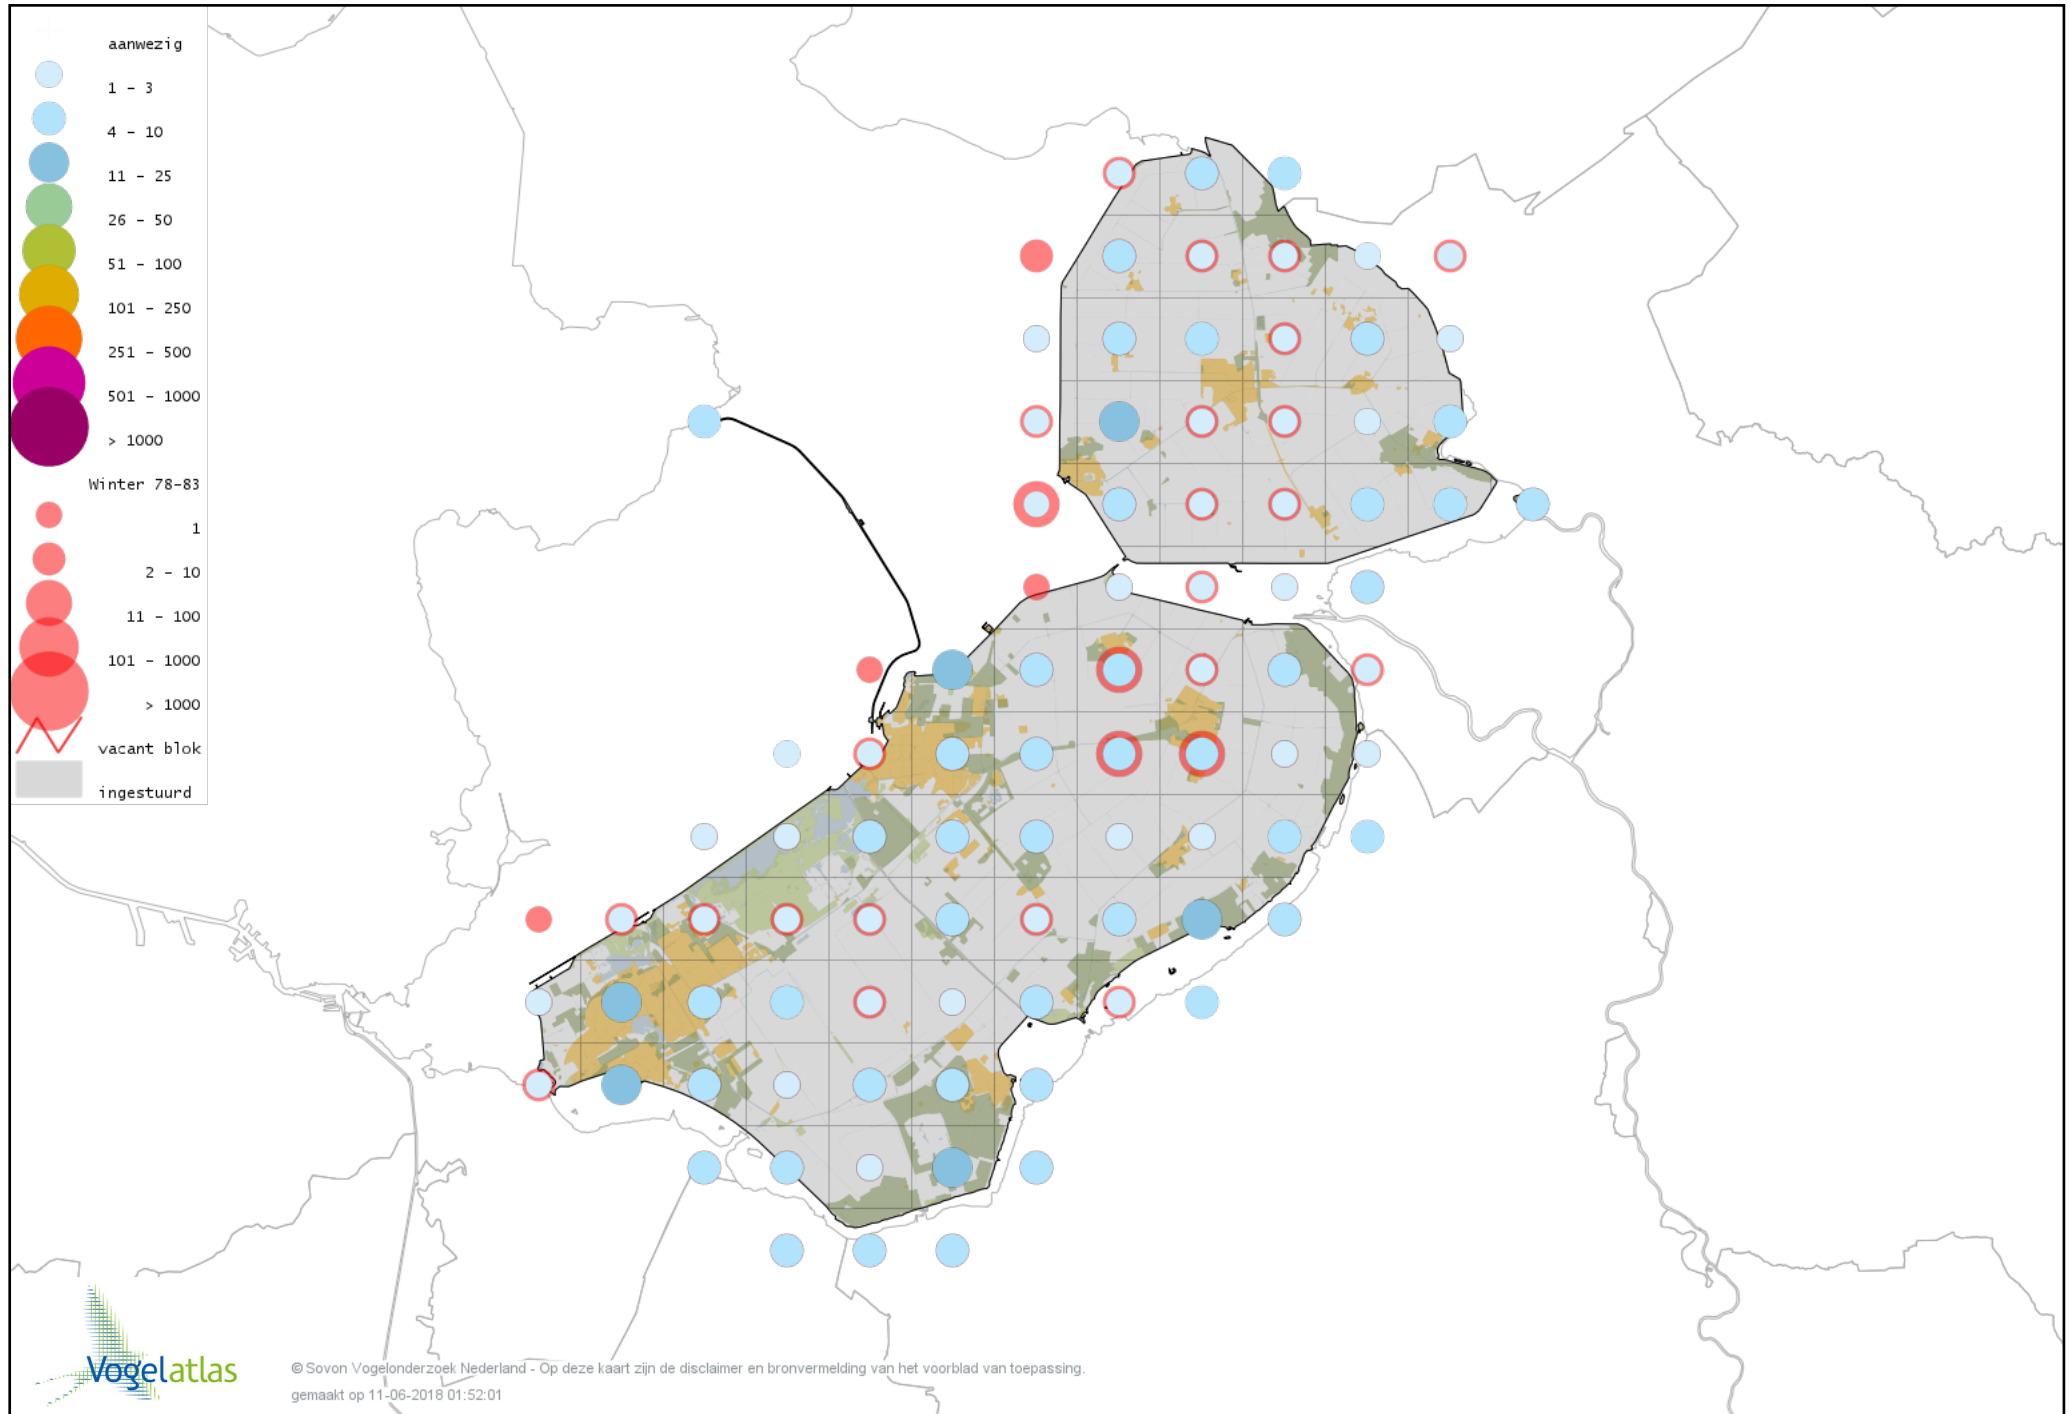 aanwezig
1 - 3
4 - 10
11 - 25
26 - 50
51 - 100
101 - 250
251 - 500
501 - 1000
> 1000
Winter 78-83
1
2 - 10
11 - 100
101 - 1000
> 1000
vacant blok
ingestuurd
Vogelatlas
© Sovon Vogelonderzoek Nederland - Op deze kaart zijn de disclaimer en bronvermelding van het voorblad van toepassing.
gemaakt op 11-06-2018 01:52:01